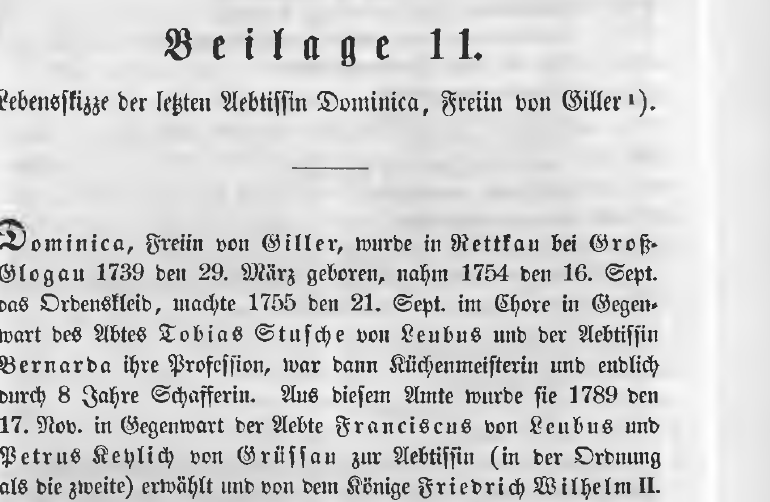 Beilage 11.
Lebensskizze der letzten Aebtissin Dominica, Freiin von Giller 1).
Dominica, Freiin von Giller, wurde in Rettkau bei Groß-
Glogau 1739 den 29. März geboren, nahm 1754 den 16. Sept.
das Ordenskleid, machte 1755 den 21. Sept. im Chore in Gegen-
wart des Abtes Tobias Stusche von Leubus und der Aebtissin
Bernarda ihre Profession, war dann Küchenmeisterin und endlich
durch 8 Jahre Schafferin. Aus diesem Amte wurde sie 1789 den
17. Nov. in Gegenwart der Aebte Franciscus von Leubus und
Petrus Keylich von Grüssau zur Aebtissin (in der Ordnung
als die zweite) erwählt und von dem Könige Friedrich Wilhelm II.